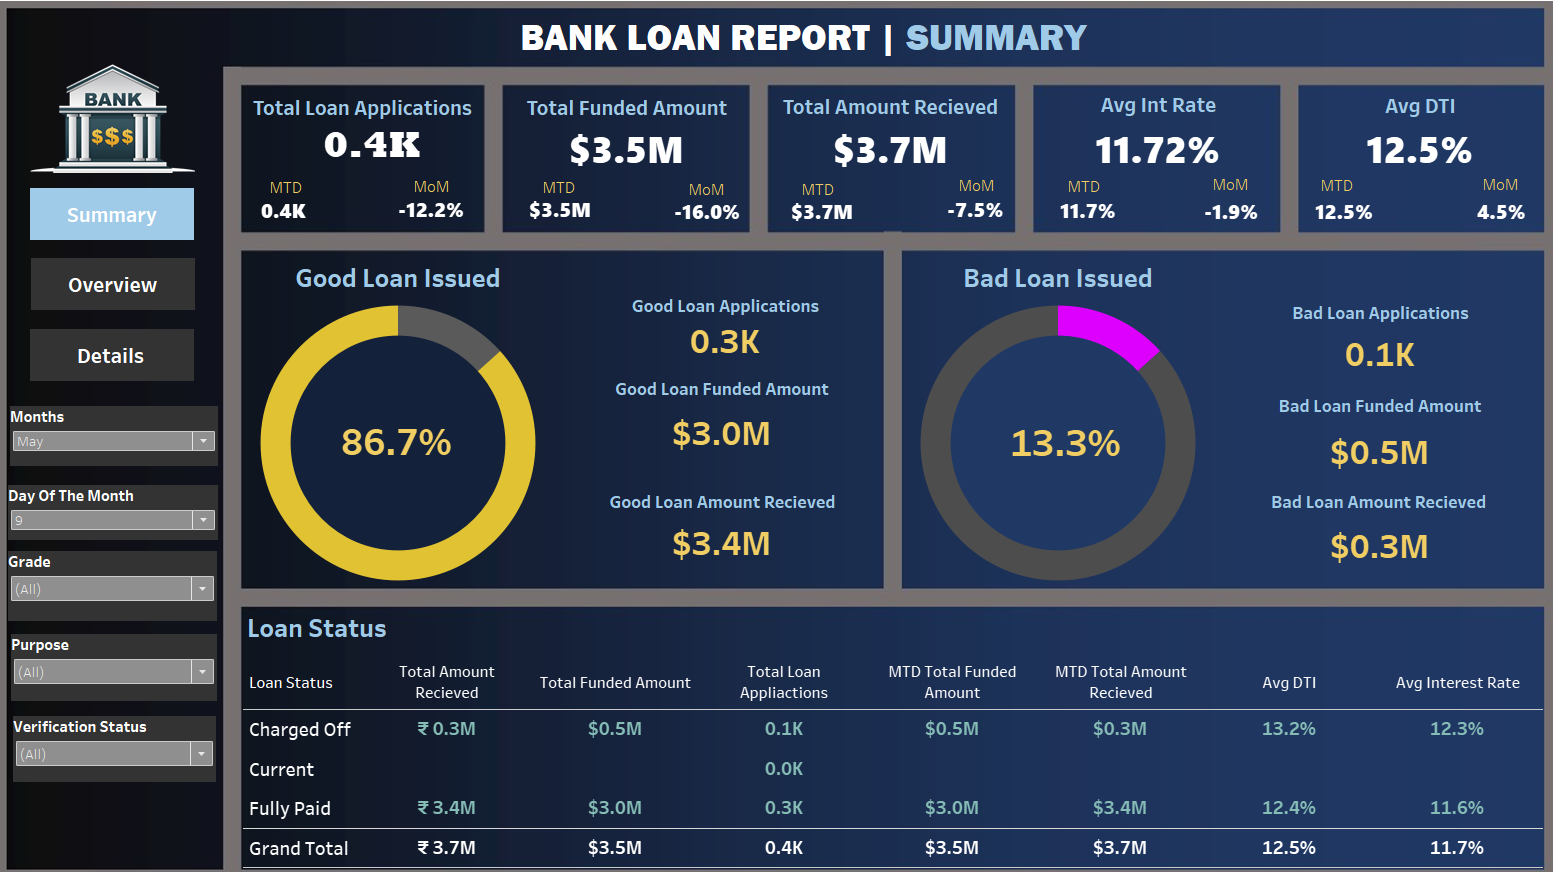 BANK LOAN REPORT | SUMMARY
BANK
$$$
Summary
Overview
Details
Months
May
Day Of The Month
9
Grade
(All)
Purpose
(All)
Verification Status
(All)
Total Loan Applications
0.4K
MTD MoM
0.4K -12.2%
Total Funded Amount
$3.5M
MTD MoM
$3.5M -16.0%
Total Amount Recieved
$3.7M
MTD MoM
$3.7M -7.5%
Avg Int Rate
11.72%
MTD MoM
11.7% -1.9%
Avg DTI
12.5%
MTD MoM
12.5% 4.5%
Good Loan Issued
86.7%
Good Loan Applications
0.3K
Good Loan Funded Amount
$3.0M
Good Loan Amount Recieved
$3.4M
Bad Loan Issued
13.3%
Bad Loan Applications
0.1K
Bad Loan Funded Amount
$0.5M
Bad Loan Amount Recieved
$0.3M
Loan Status
Loan Status Total Amount Recieved Total Funded Amount Total Loan Appliactions MTD Total Funded Amount MTD Total Amount Recieved Avg DTI Avg Interest Rate
Charged Off ₹ 0.3M $0.5M 0.1K $0.5M $0.3M 13.2% 12.3%
Current 0.0K
Fully Paid ₹ 3.4M $3.0M 0.3K $3.0M $3.4M 12.4% 11.6%
Grand Total ₹ 3.7M $3.5M 0.4K $3.5M $3.7M 12.5% 11.7%